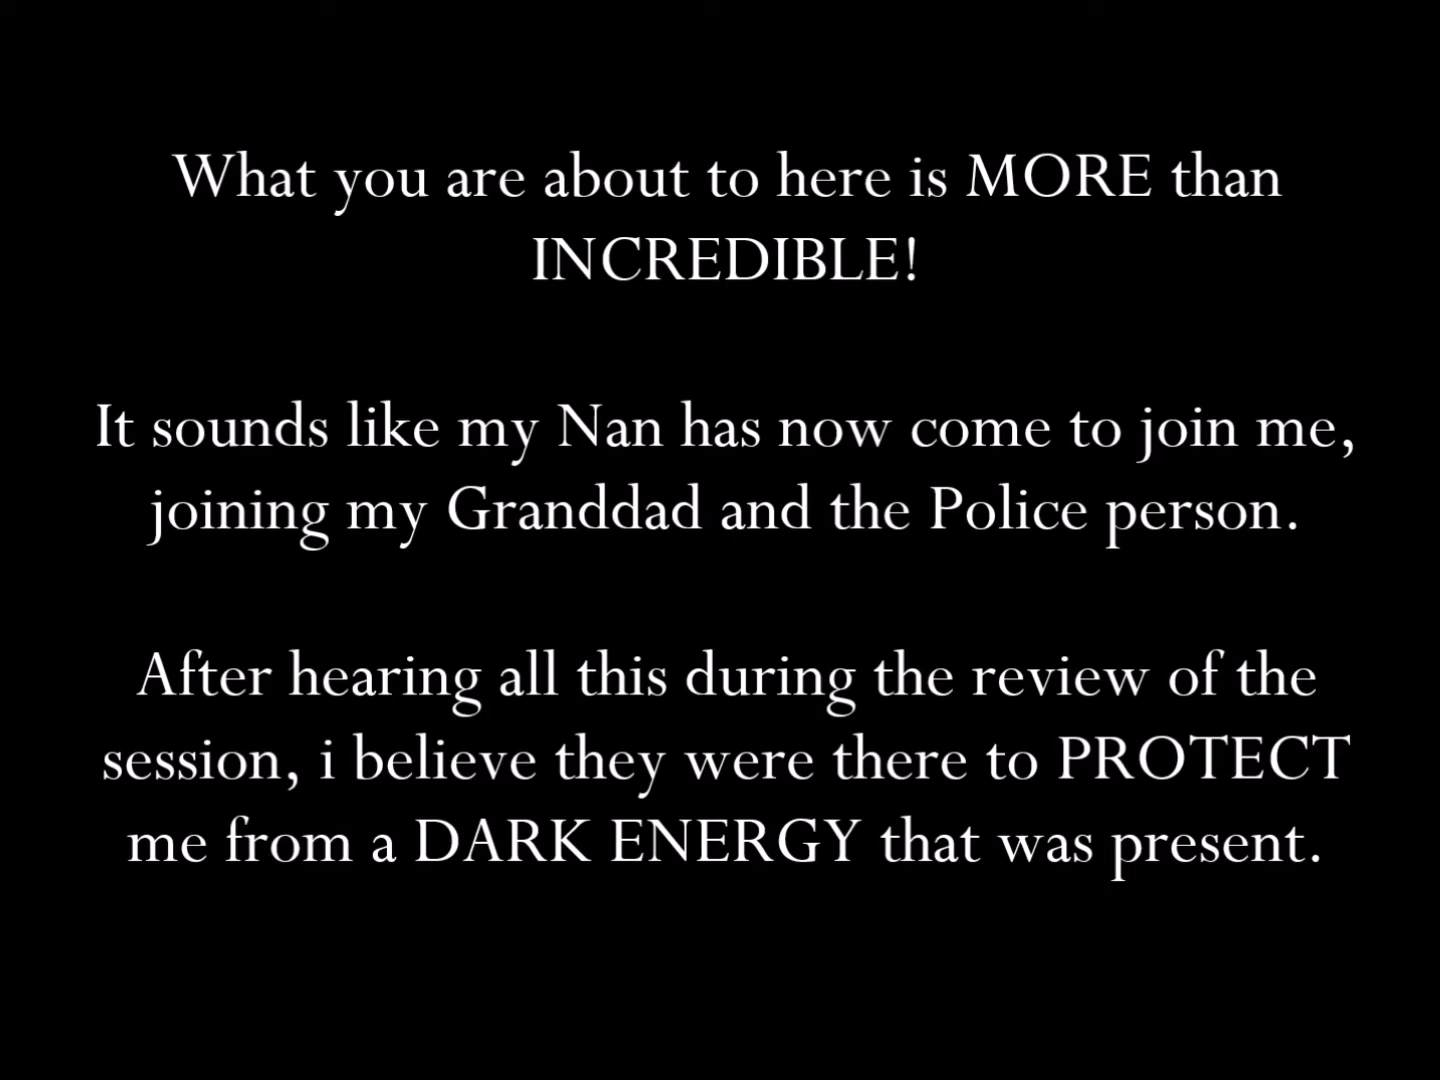 What you are about to here is MORE than
INCREDIBLE!
It sounds like my Nan has now come to join me,
joining my Granddad and the Police person.
After hearing all this during the review of the
session, i believe they were there to PROTECT
me from a DARK ENERGY that was present.